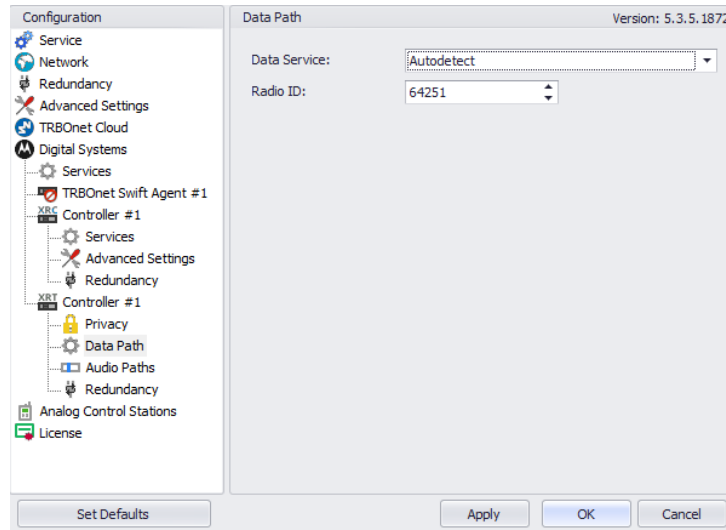 Configuration
Service
Network
Redundancy
Advanced Settings
TRBOnet Cloud
Digital Systems
Services
TRBOnet Swift Agent #1
XRC Controller #1
Services
Advanced Settings
Redundancy
XRT Controller #1
Privacy
Data Path
Audio Paths
Redundancy
Analog Control Stations
License
Data Path Version: 5.3.5.1872
Data Service: Autodetect
Radio ID: 64251
Set Defaults Apply OK Cancel